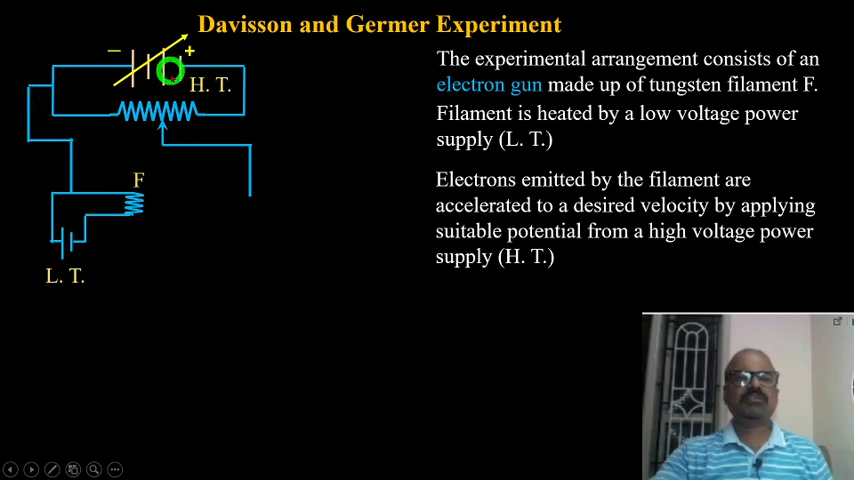 Davisson and Germer Experiment
− +
H. T.
F
L. T.
The experimental arrangement consists of an
electron gun made up of tungsten filament F.
Filament is heated by a low voltage power
supply (L. T.)
Electrons emitted by the filament are
accelerated to a desired velocity by applying
suitable potential from a high voltage power
supply (H. T.)